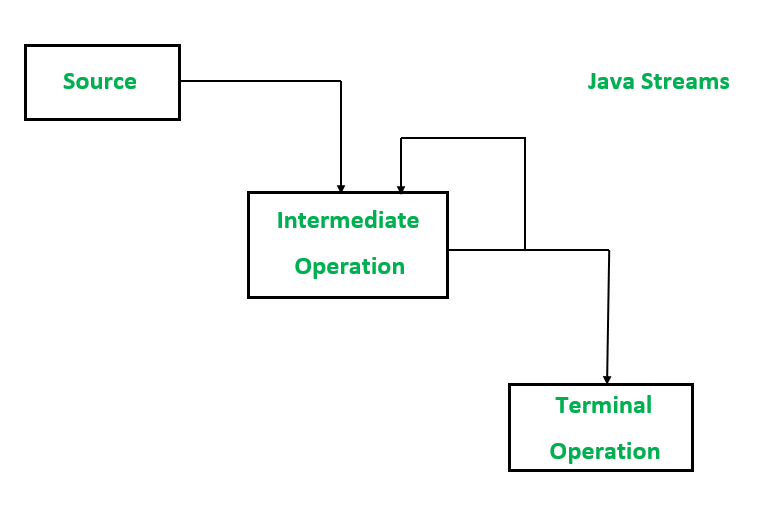 Source
Java Streams
Intermediate
Operation
Terminal
Operation